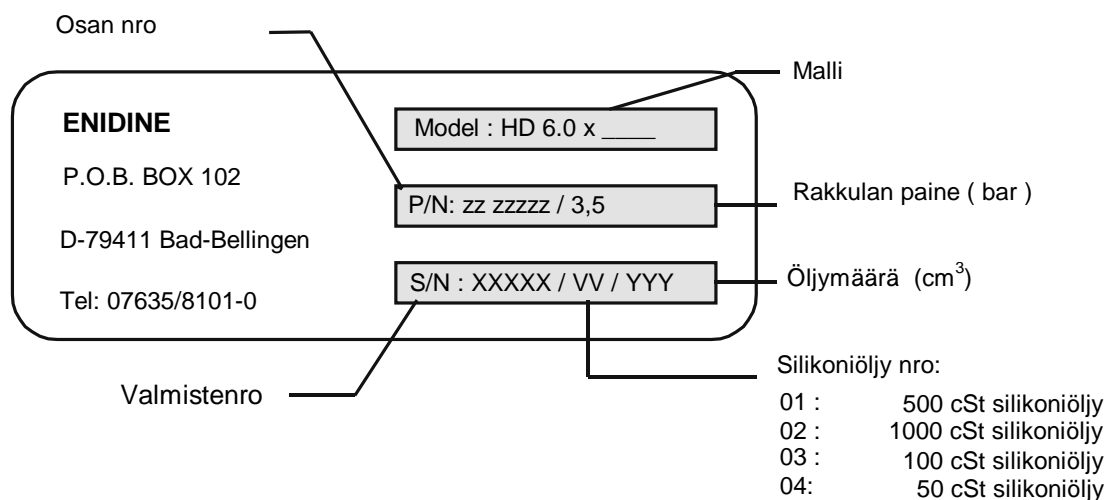 Osan nro
Malli
ENIDINE
Model : HD 6.0 x ____
P.O.B. BOX 102
P/N: zz zzzzz / 3,5
Rakkulan paine ( bar )
D-79411 Bad-Bellingen
S/N : XXXXX / VV / YYY
Öljymäärä (cm³)
Tel: 07635/8101-0
Valmistenro
Silikoniöljy nro:
01 : 500 cSt silikoniöljy
02 : 1000 cSt silikoniöljy
03 : 100 cSt silikoniöljy
04: 50 cSt silikoniöljy